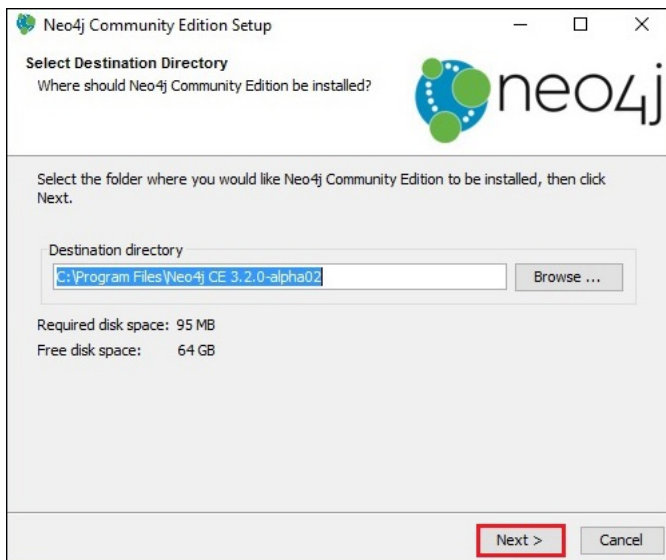 Neo4j Community Edition Setup
Select Destination Directory
Where should Neo4j Community Edition be installed?
neo4j
Select the folder where you would like Neo4j Community Edition to be installed, then click
Next.
Destination directory
C:\Program Files\Neo4j CE 3.2.0-alpha02
Browse ...
Required disk space: 95 MB
Free disk space: 64 GB
Next >
Cancel